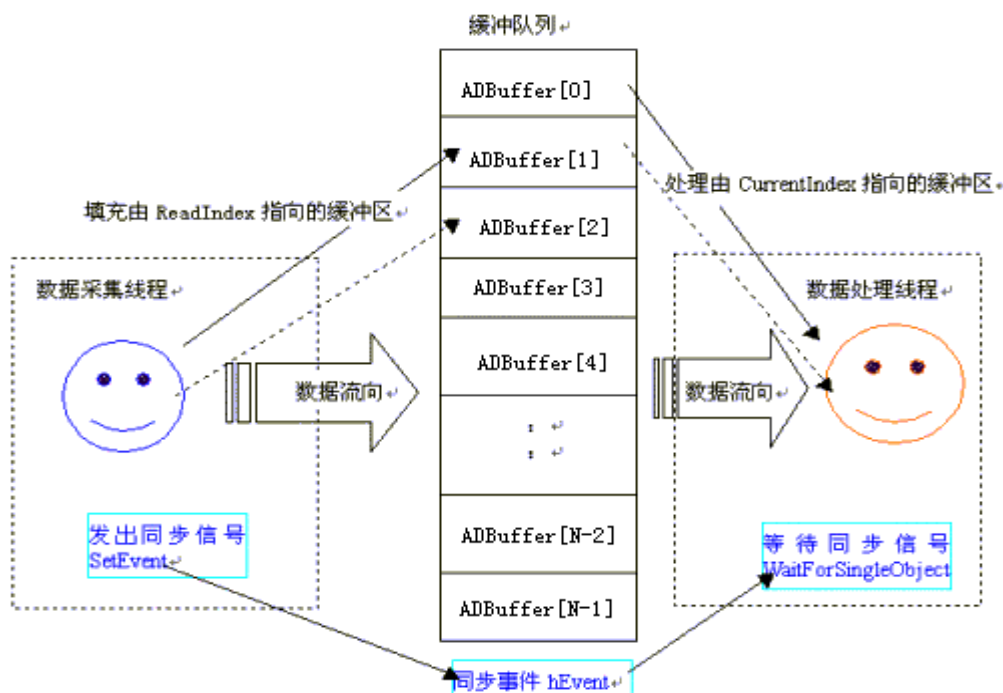 缓冲队列
ADBuffer[0]
ADBuffer[1]
处理由 CurrentIndex 指向的缓冲区
填充由 ReadIndex 指向的缓冲区
ADBuffer[2]
数据采集线程
ADBuffer[3]
数据处理线程
ADBuffer[4]
数据流向
数据流向
:
:
发出同步信号
SetEvent
ADBuffer[N-2]
等待同步信号
WaitForSingleObject
ADBuffer[N-1]
同步事件 hEvent